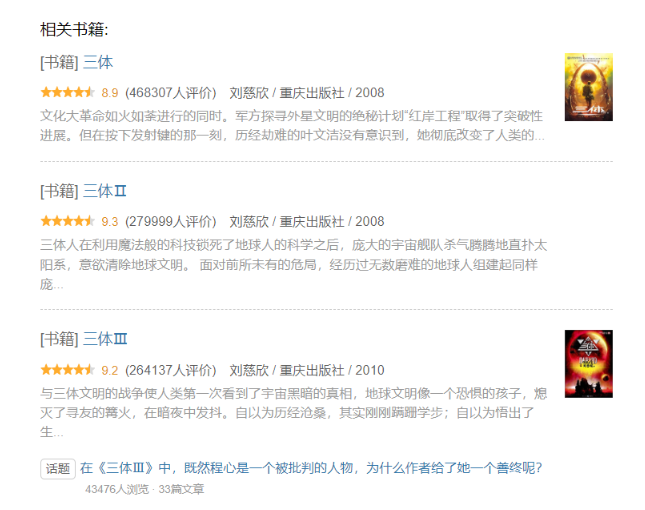 相关书籍:
[书籍] 三体
8.9 (468307人评价) 刘慈欣 / 重庆出版社 / 2008
文化大革命如火如荼进行的同时。军方探寻外星文明的绝秘计划“红岸工程”取得了突破性
进展。但在按下发射键的那一刻，历经劫难的叶文洁没有意识到，她彻底改变了人类的...
[书籍] 三体Ⅱ
9.3 (279999人评价) 刘慈欣 / 重庆出版社 / 2008
三体人在利用魔法般的科技锁死了地球人的科学之后，庞大的宇宙舰队杀气腾腾地直扑太
阳系，意欲清除地球文明。 面对前所未有的危局，经历过无数磨难的地球人组建起同样
庞...
[书籍] 三体Ⅲ
9.2 (264137人评价) 刘慈欣 / 重庆出版社 / 2010
与三体文明的战争使人类第一次看到了宇宙黑暗的真相，地球文明像一个恐惧的孩子，熄
灭了寻友的篝火，在暗夜中发抖。自以为历经沧桑，其实刚刚蹒跚学步；自以为悟出了
生...
话题 在《三体Ⅲ》中，既然程心是一个被批判的人物，为什么作者给了她一个善终呢？
43476人浏览 · 33篇文章